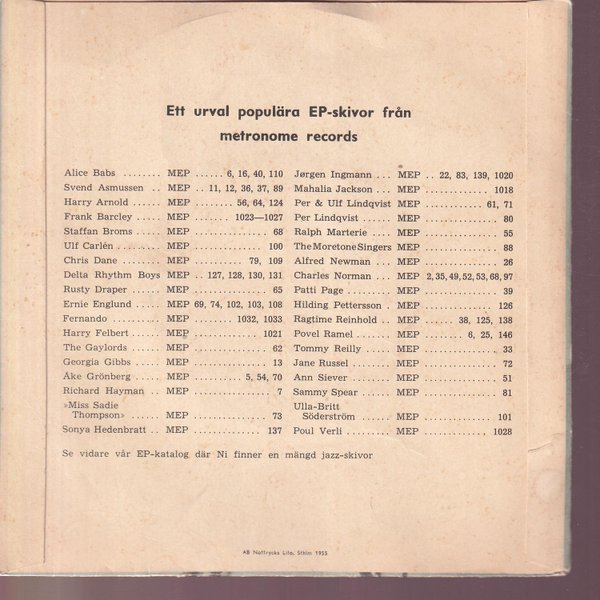 Ett urval populära EP-skivor från
metronome records
Alice Babs ........ MEP ...... 6, 16, 40, 110
Svend Asmussen .... MEP .. 11, 12, 36, 37, 89
Harry Arnold ...... MEP ........ 56, 64, 124
Frank Barcley ..... MEP ........ 1023—1027
Staffan Broms ..... MEP ............... 68
Ulf Carlén ........ MEP .............. 100
Chris Dane ........ MEP .......... 79, 109
Delta Rhythm Boys MEP .. 127, 128, 130, 131
Rusty Draper ...... MEP ............... 65
Ernie Englund ..... MEP 69, 74, 102, 103, 108
Fernando .......... MEP ........ 1032, 1033
Harry Felbert ..... MEP ............. 1021
The Gaylords ...... MEP ............... 62
Georgia Gibbs ..... MEP ............... 13
Åke Grönberg ...... MEP ......... 5, 54, 70
Richard Hayman .... MEP ................ 7
»Miss Sadie
Thompson» ...... MEP ............... 73
Sonya Hedenbratt .. MEP .............. 137
Jørgen Ingmann ... MEP .. 22, 83, 139, 1020
Mahalia Jackson ... MEP ............. 1018
Per & Ulf Lindqvist MEP ............ 61, 71
Per Lindqvist ...... MEP ............... 80
Ralph Marterie .... MEP ............... 55
The Moretone Singers MEP ............... 88
Alfred Newman ... MEP ............... 26
Charles Norman ... MEP 2, 35, 49, 52, 53, 68, 97
Patti Page ......... MEP ............... 39
Hilding Pettersson . MEP .............. 126
Ragtime Reinhold .. MEP ...... 38, 125, 138
Povel Ramel ....... MEP ....... 6, 25, 146
Tommy Reilly ..... MEP ............... 33
Jane Russel ....... MEP ............... 72
Ann Siever ........ MEP ............... 51
Sammy Spear ..... MEP ............... 81
Ulla-Britt
Söderström ...... MEP .............. 101
Poul Verli ......... MEP ............. 1028
Se vidare vår EP-katalog där Ni finner en mängd jazz-skivor
AB Nottrycks Lito, Sthlm 1955